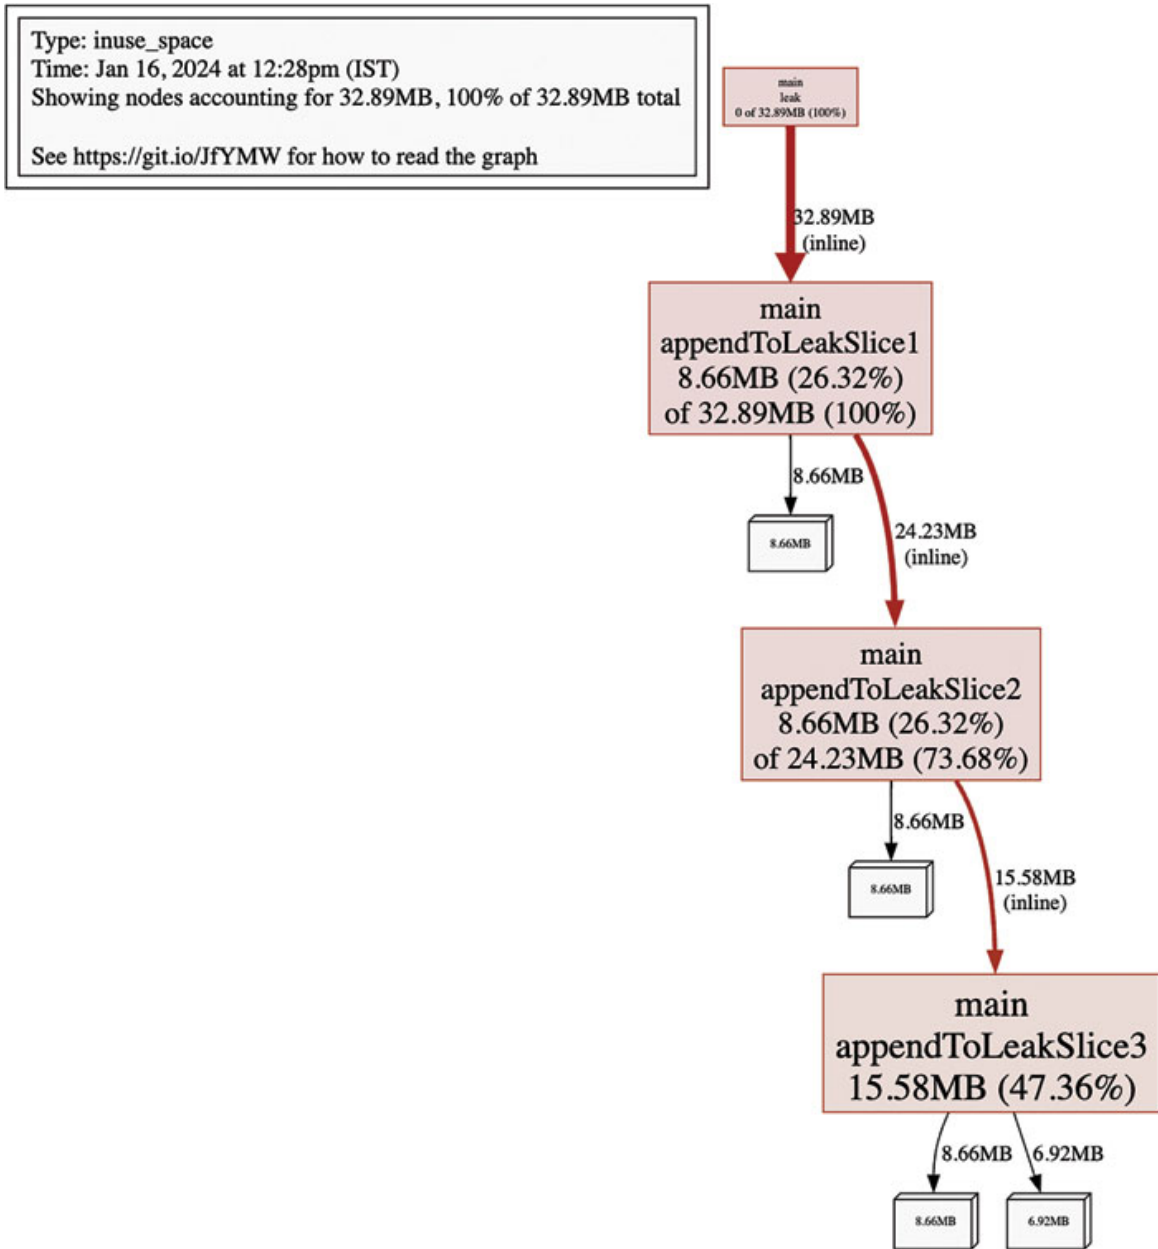 Type: inuse_space
Time: Jan 16, 2024 at 12:28pm (IST)
Showing nodes accounting for 32.89MB, 100% of 32.89MB total
See https://git.io/JfYMW for how to read the graph
main
leak
0 of 32.89MB (100%)
32.89MB
(inline)
main
appendToLeakSlice1
8.66MB (26.32%)
of 32.89MB (100%)
8.66MB
24.23MB
(inline)
8.66MB
main
appendToLeakSlice2
8.66MB (26.32%)
of 24.23MB (73.68%)
8.66MB
15.58MB
(inline)
8.66MB
main
appendToLeakSlice3
15.58MB (47.36%)
8.66MB
6.92MB
8.66MB
6.92MB